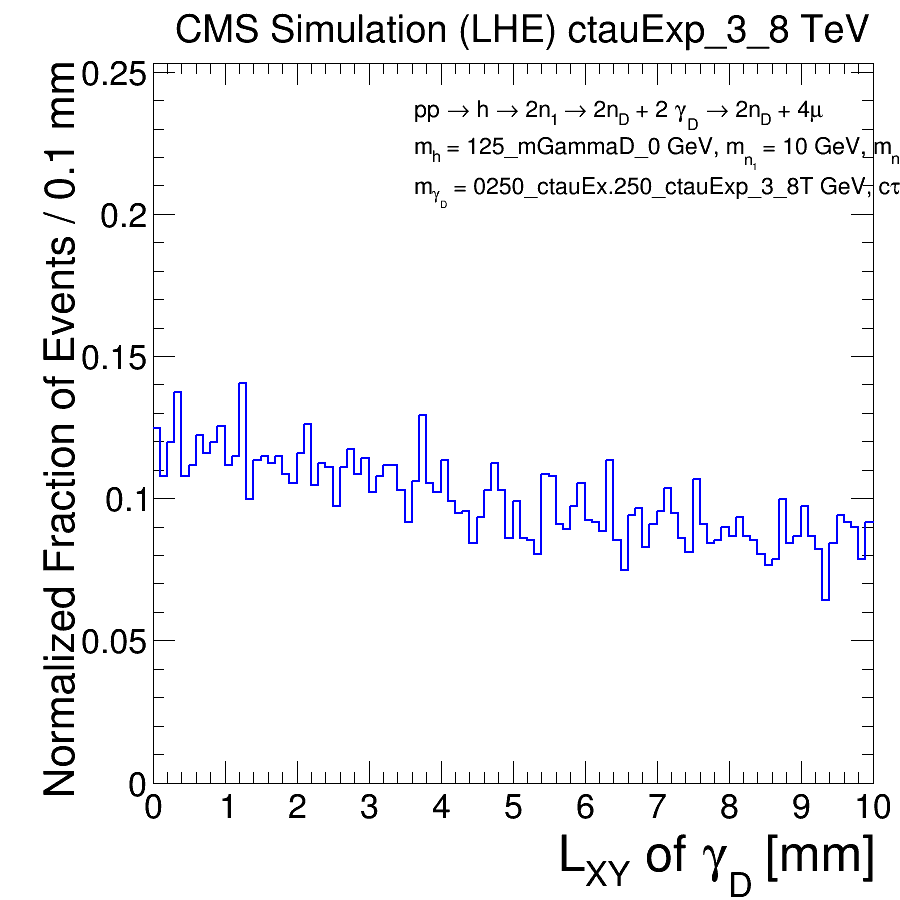 CMS Simulation (LHE) ctauExp_3_8 TeV
pp → h → 2n1 → 2nD + 2 γD → 2nD + 4μ
mh = 125_mGammaD_0 GeV, mn1 = 10 GeV, mn
mγD = 0250_ctauEx.250_ctauExp_3_8T GeV, cτ
Normalized Fraction of Events / 0.1 mm
0.25
0.2
0.15
0.1
0.05
0
0 1 2 3 4 5 6 7 8 9 10
LXY of γD [mm]